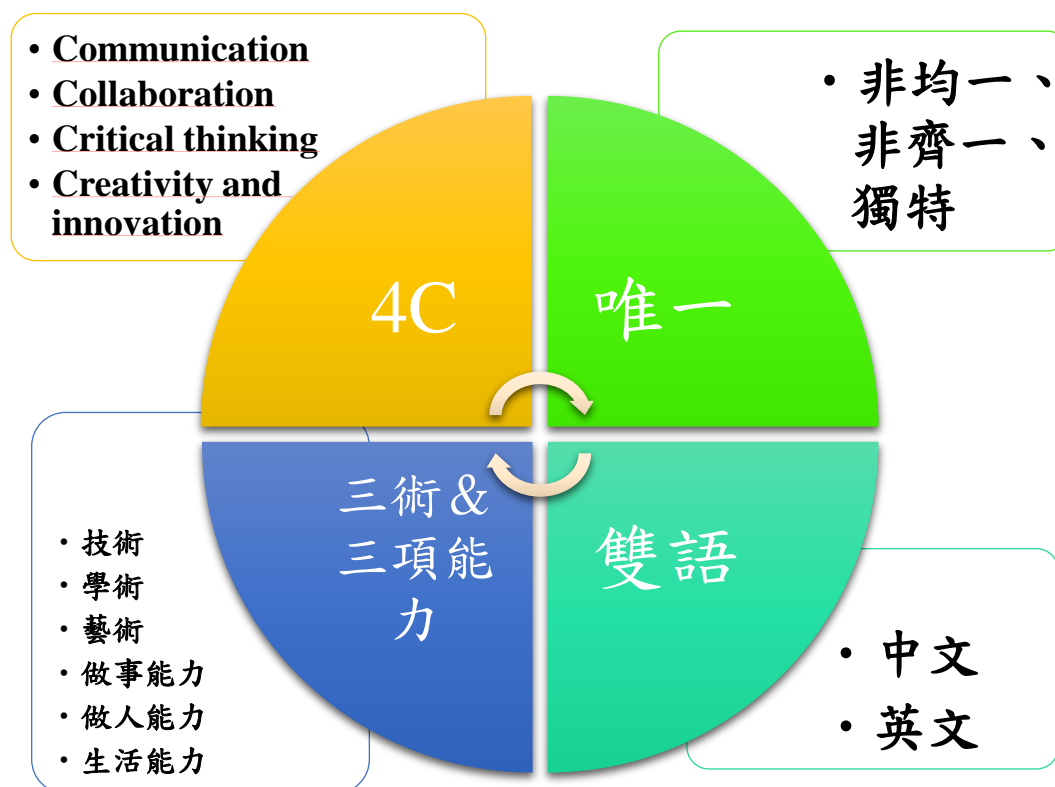 • Communication
• Collaboration
• Critical thinking
• Creativity and
innovation
• 非均一、
非齊一、
獨特
4C
唯一
三術&
三項能
力
雙語
• 技術
• 學術
• 藝術
• 做事能力
• 做人能力
• 生活能力
• 中文
• 英文